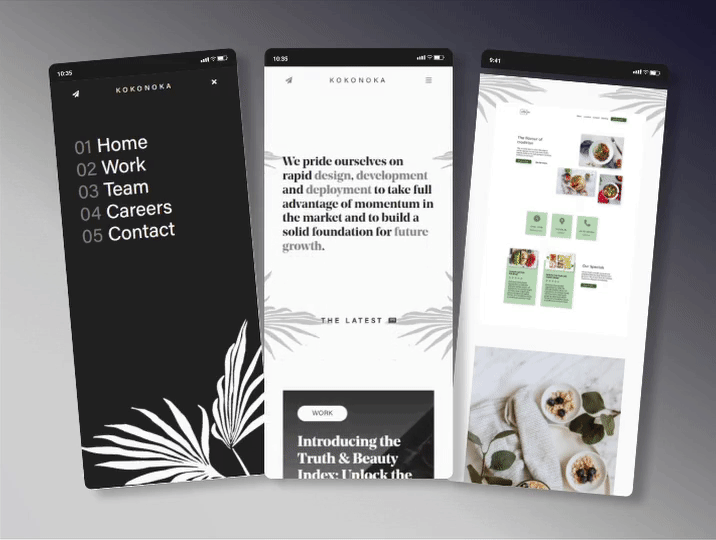 10:35
KOKONOKA
01 Home
02 Work
03 Team
04 Careers
05 Contact
10:35
KOKONOKA
We pride ourselves on
rapid design, development
and deployment to take full
advantage of momentum in
the market and to build a
solid foundation for future
growth.
THE LATEST
WORK
Introducing the
Truth & Beauty
Index: Unlock the
9:41
The flavour of
tradition
Our Specials